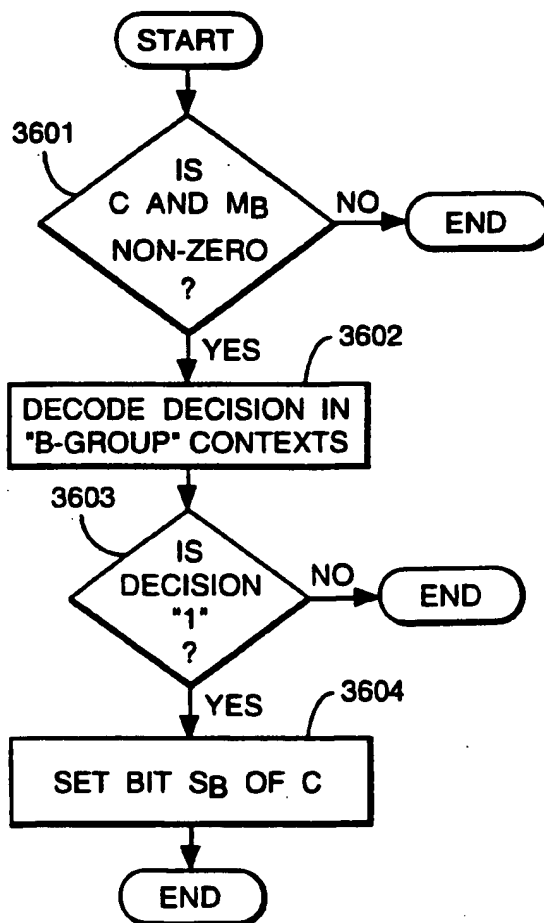 START
3601
IS
C AND MB
NON-ZERO
?
NO
END
YES
3602
DECODE DECISION IN
"B-GROUP" CONTEXTS
3603
IS
DECISION
"1"
?
NO
END
YES
3604
SET BIT SB OF C
END